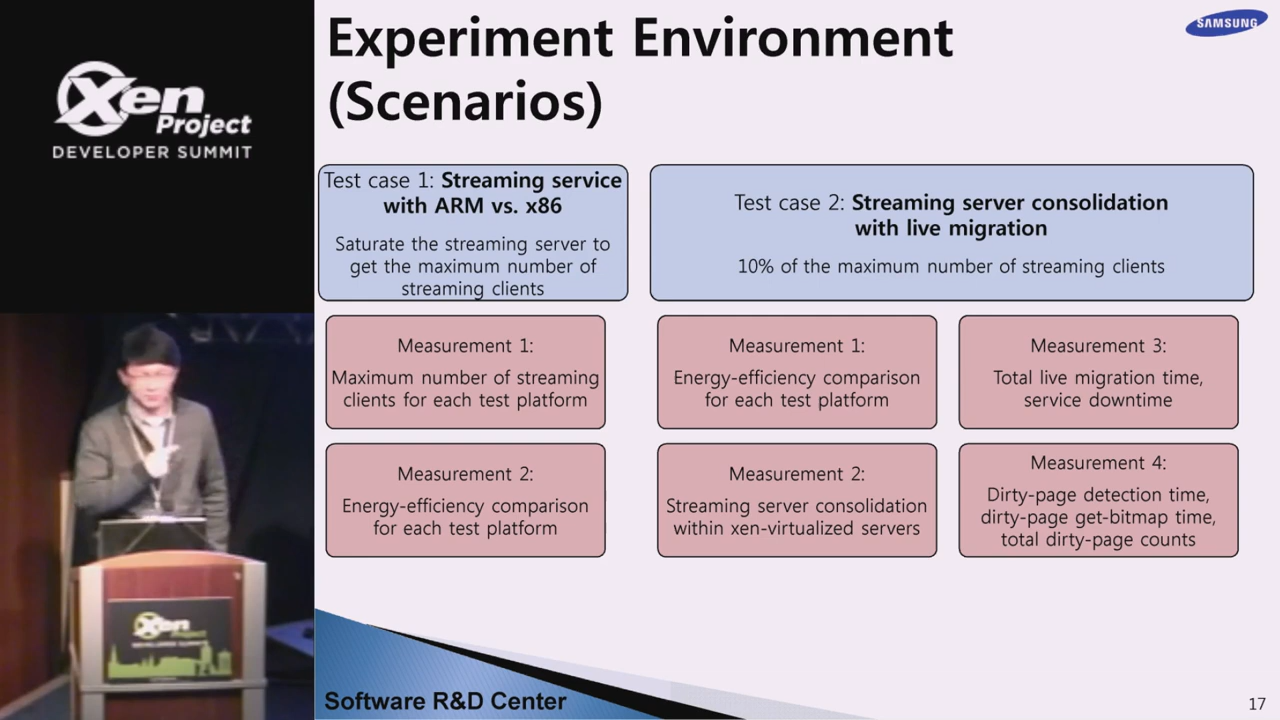 Xen
Project
DEVELOPER SUMMIT
Experiment Environment
(Scenarios)
SAMSUNG
Test case 1: Streaming service
with ARM vs. x86
Saturate the streaming server to
get the maximum number of
streaming clients
Test case 2: Streaming server consolidation
with live migration
10% of the maximum number of streaming clients
Measurement 1:
Maximum number of streaming
clients for each test platform
Measurement 1:
Energy-efficiency comparison
for each test platform
Measurement 3:
Total live migration time,
service downtime
Measurement 2:
Energy-efficiency comparison
for each test platform
Measurement 2:
Streaming server consolidation
within xen-virtualized servers
Measurement 4:
Dirty-page detection time,
dirty-page get-bitmap time,
total dirty-page counts
Xen
Project
DEVELOPER SUMMIT
Software R&D Center
17